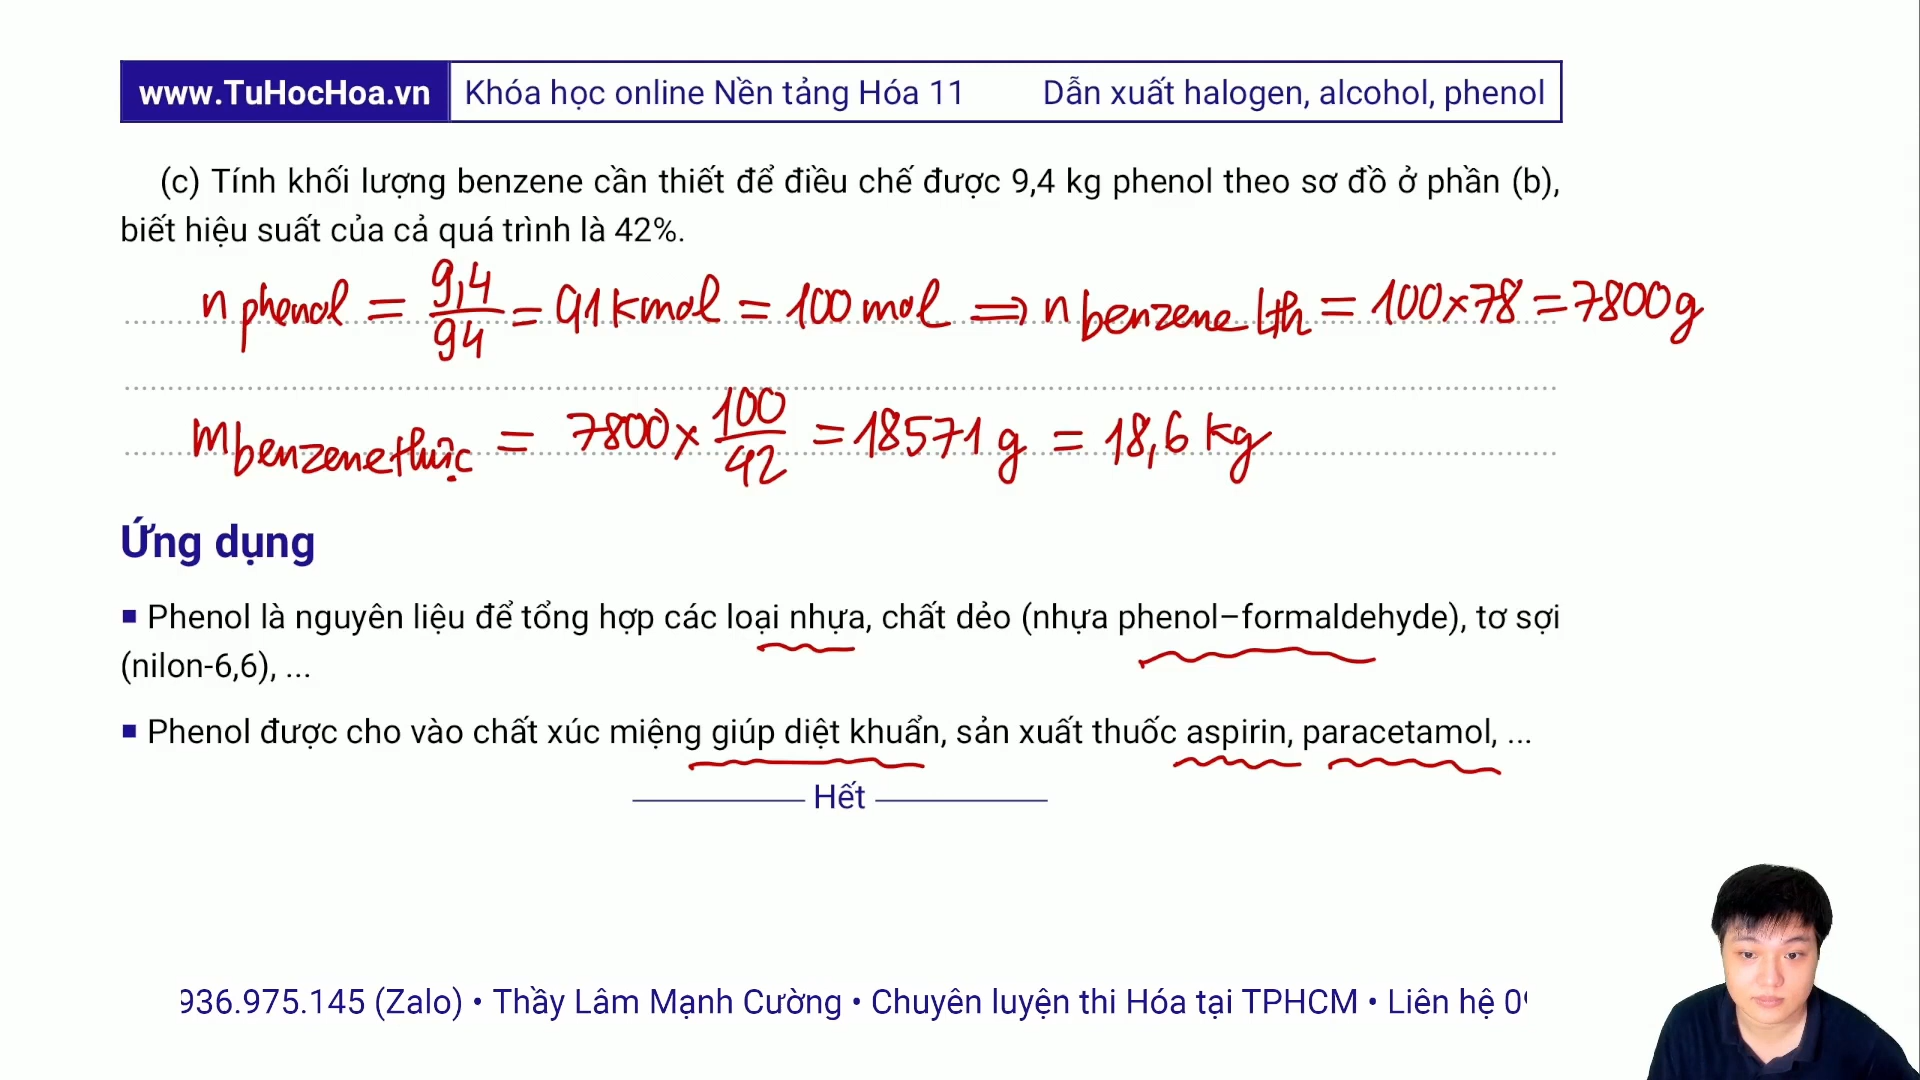 www.TuHocHoa.vn Khóa học online Nền tảng Hóa 11 Dẫn xuất halogen, alcohol, phenol
(c) Tính khối lượng benzene cần thiết để điều chế được 9,4 kg phenol theo sơ đồ ở phần (b),
biết hiệu suất của cả quá trình là 42%.
n phenol = 9,4/94 = 0,1 kmol = 100 mol ⇒ n benzene lth = 100×78 = 7800 g
m benzene thực = 7800 × 100/42 = 18571 g = 18,6 kg
Ứng dụng
▪ Phenol là nguyên liệu để tổng hợp các loại nhựa, chất dẻo (nhựa phenol–formaldehyde), tơ sợi
(nilon-6,6), ...
▪ Phenol được cho vào chất xúc miệng giúp diệt khuẩn, sản xuất thuốc aspirin, paracetamol, ...
Hết
936.975.145 (Zalo) • Thầy Lâm Mạnh Cường • Chuyên luyện thi Hóa tại TPHCM • Liên hệ 0